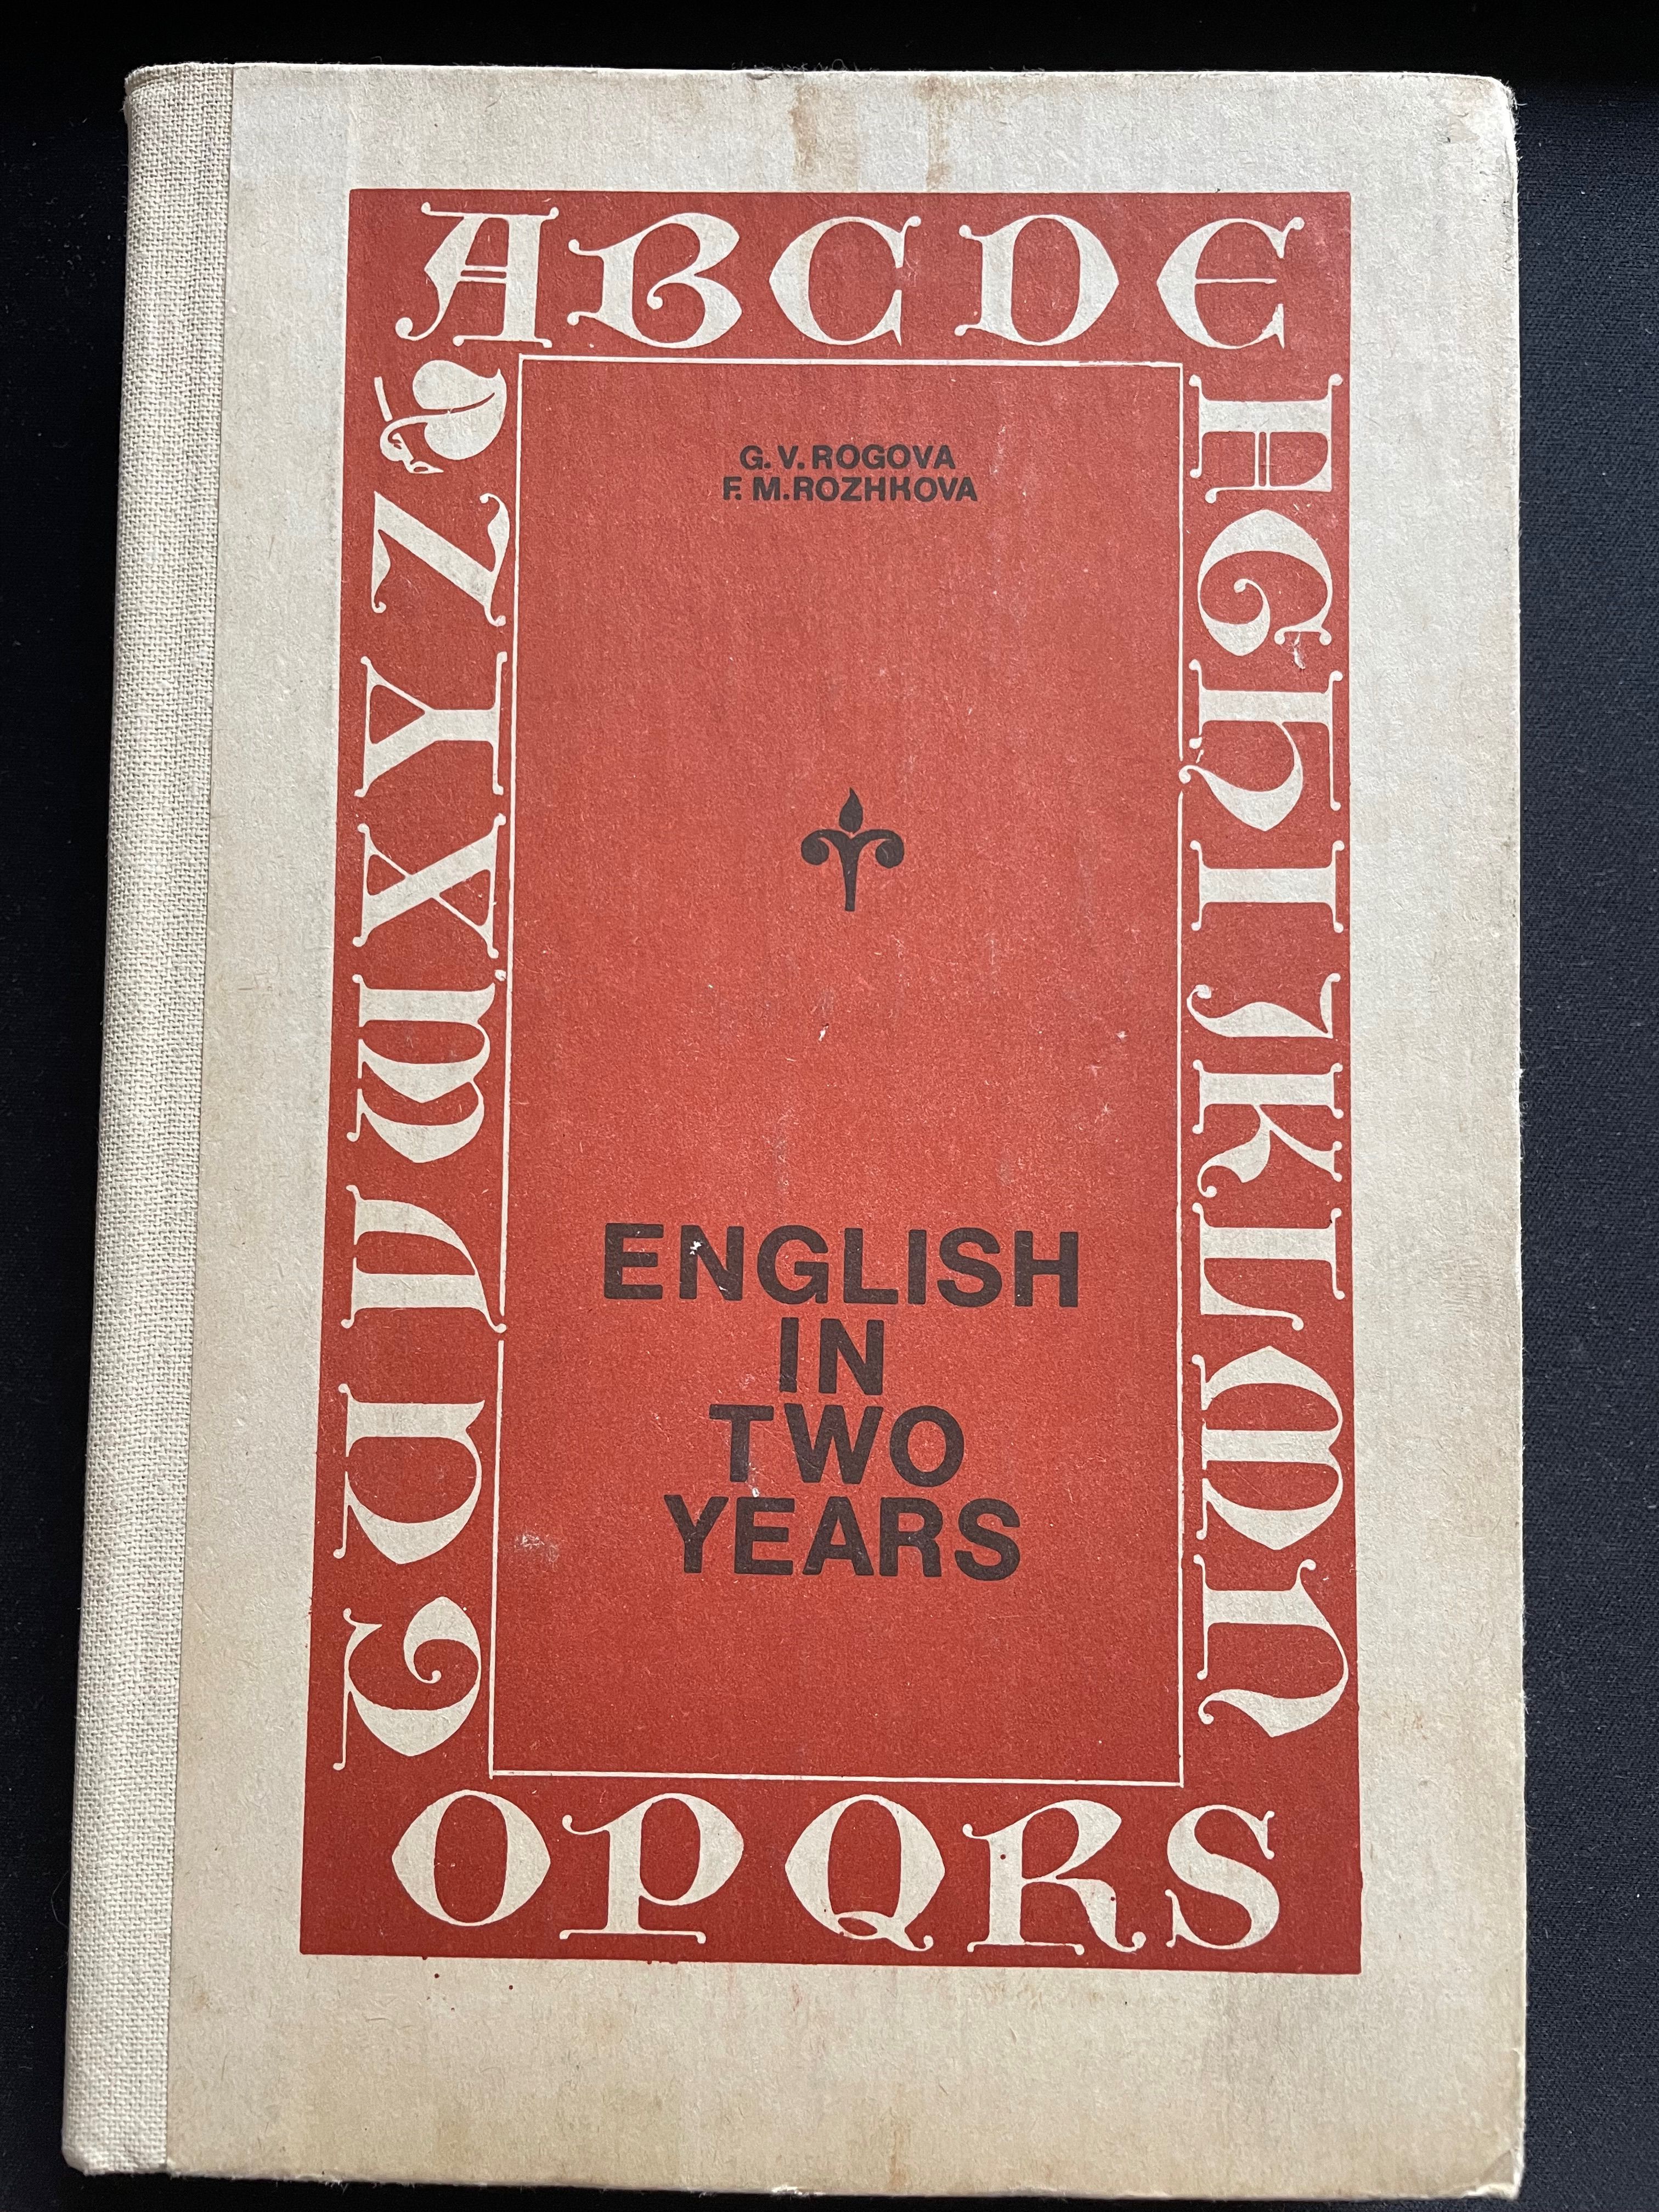 ABCDE
FGHIJKLMN
OPQRS
TUVWXYZ
G. V. ROGOVA
F. M. ROZHKOVA
ENGLISH
IN
TWO
YEARS